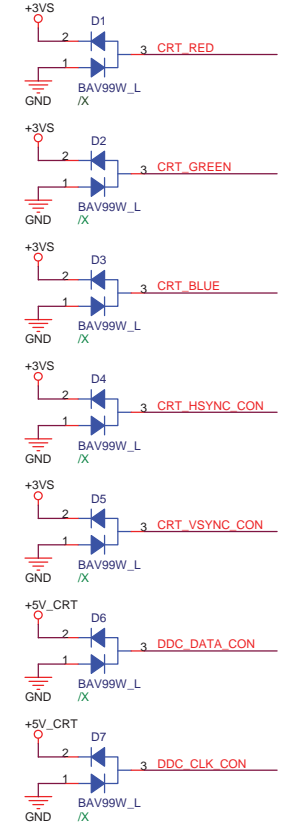 +3VS
D1
2
3 CRT_RED
1
BAV99W_L
GND
/X
+3VS
D2
2
3 CRT_GREEN
1
BAV99W_L
GND
/X
+3VS
D3
2
3 CRT_BLUE
1
BAV99W_L
GND
/X
+3VS
D4
2
3 CRT_HSYNC_CON
1
BAV99W_L
GND
/X
+3VS
D5
2
3 CRT_VSYNC_CON
1
BAV99W_L
GND
/X
+5V_CRT
D6
2
3 DDC_DATA_CON
1
BAV99W_L
GND
/X
+5V_CRT
D7
2
3 DDC_CLK_CON
1
BAV99W_L
GND
/X